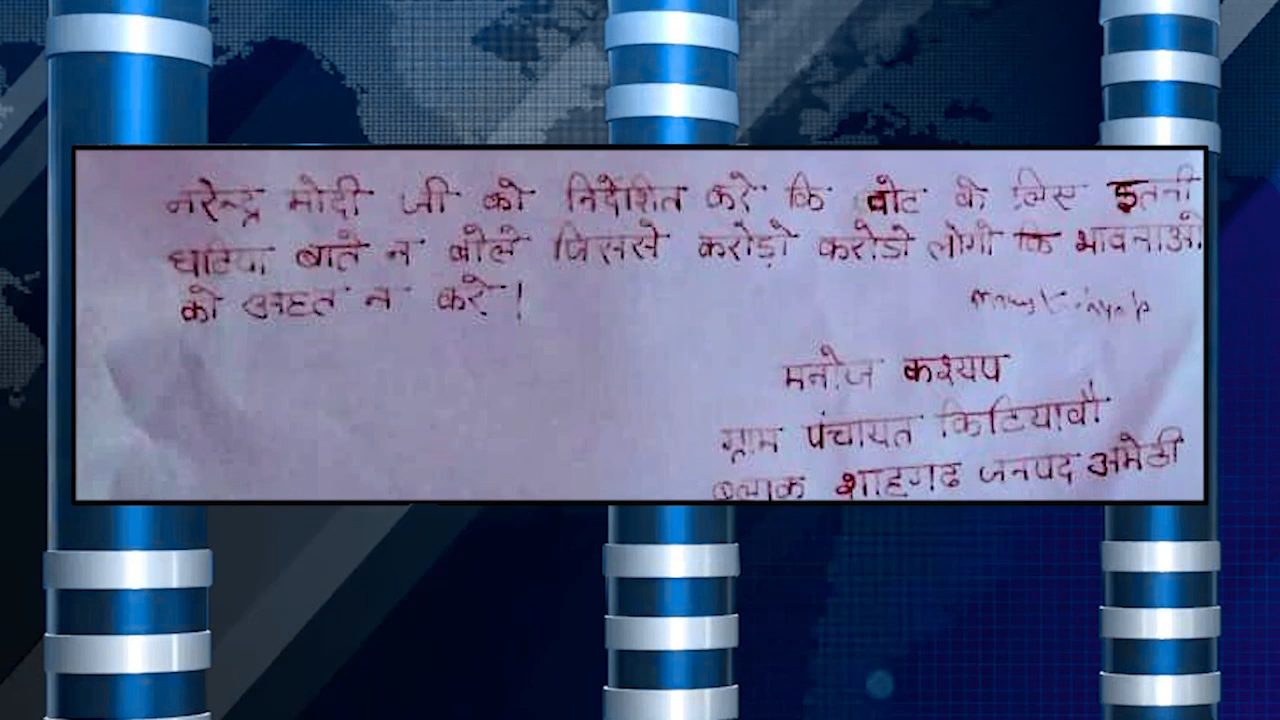 नरेन्द्र मोदी जी को निर्देशित करे कि वोट के लिए इतनी
घटिया बाते न बोले जिससे करोड़ो करोडो लोगो कि भावनाओ
को आहत न करे।
मनोज कश्यप
ग्राम पंचायत किटियावाँ
ब्लाक शाहगढ जनपद अमेठी